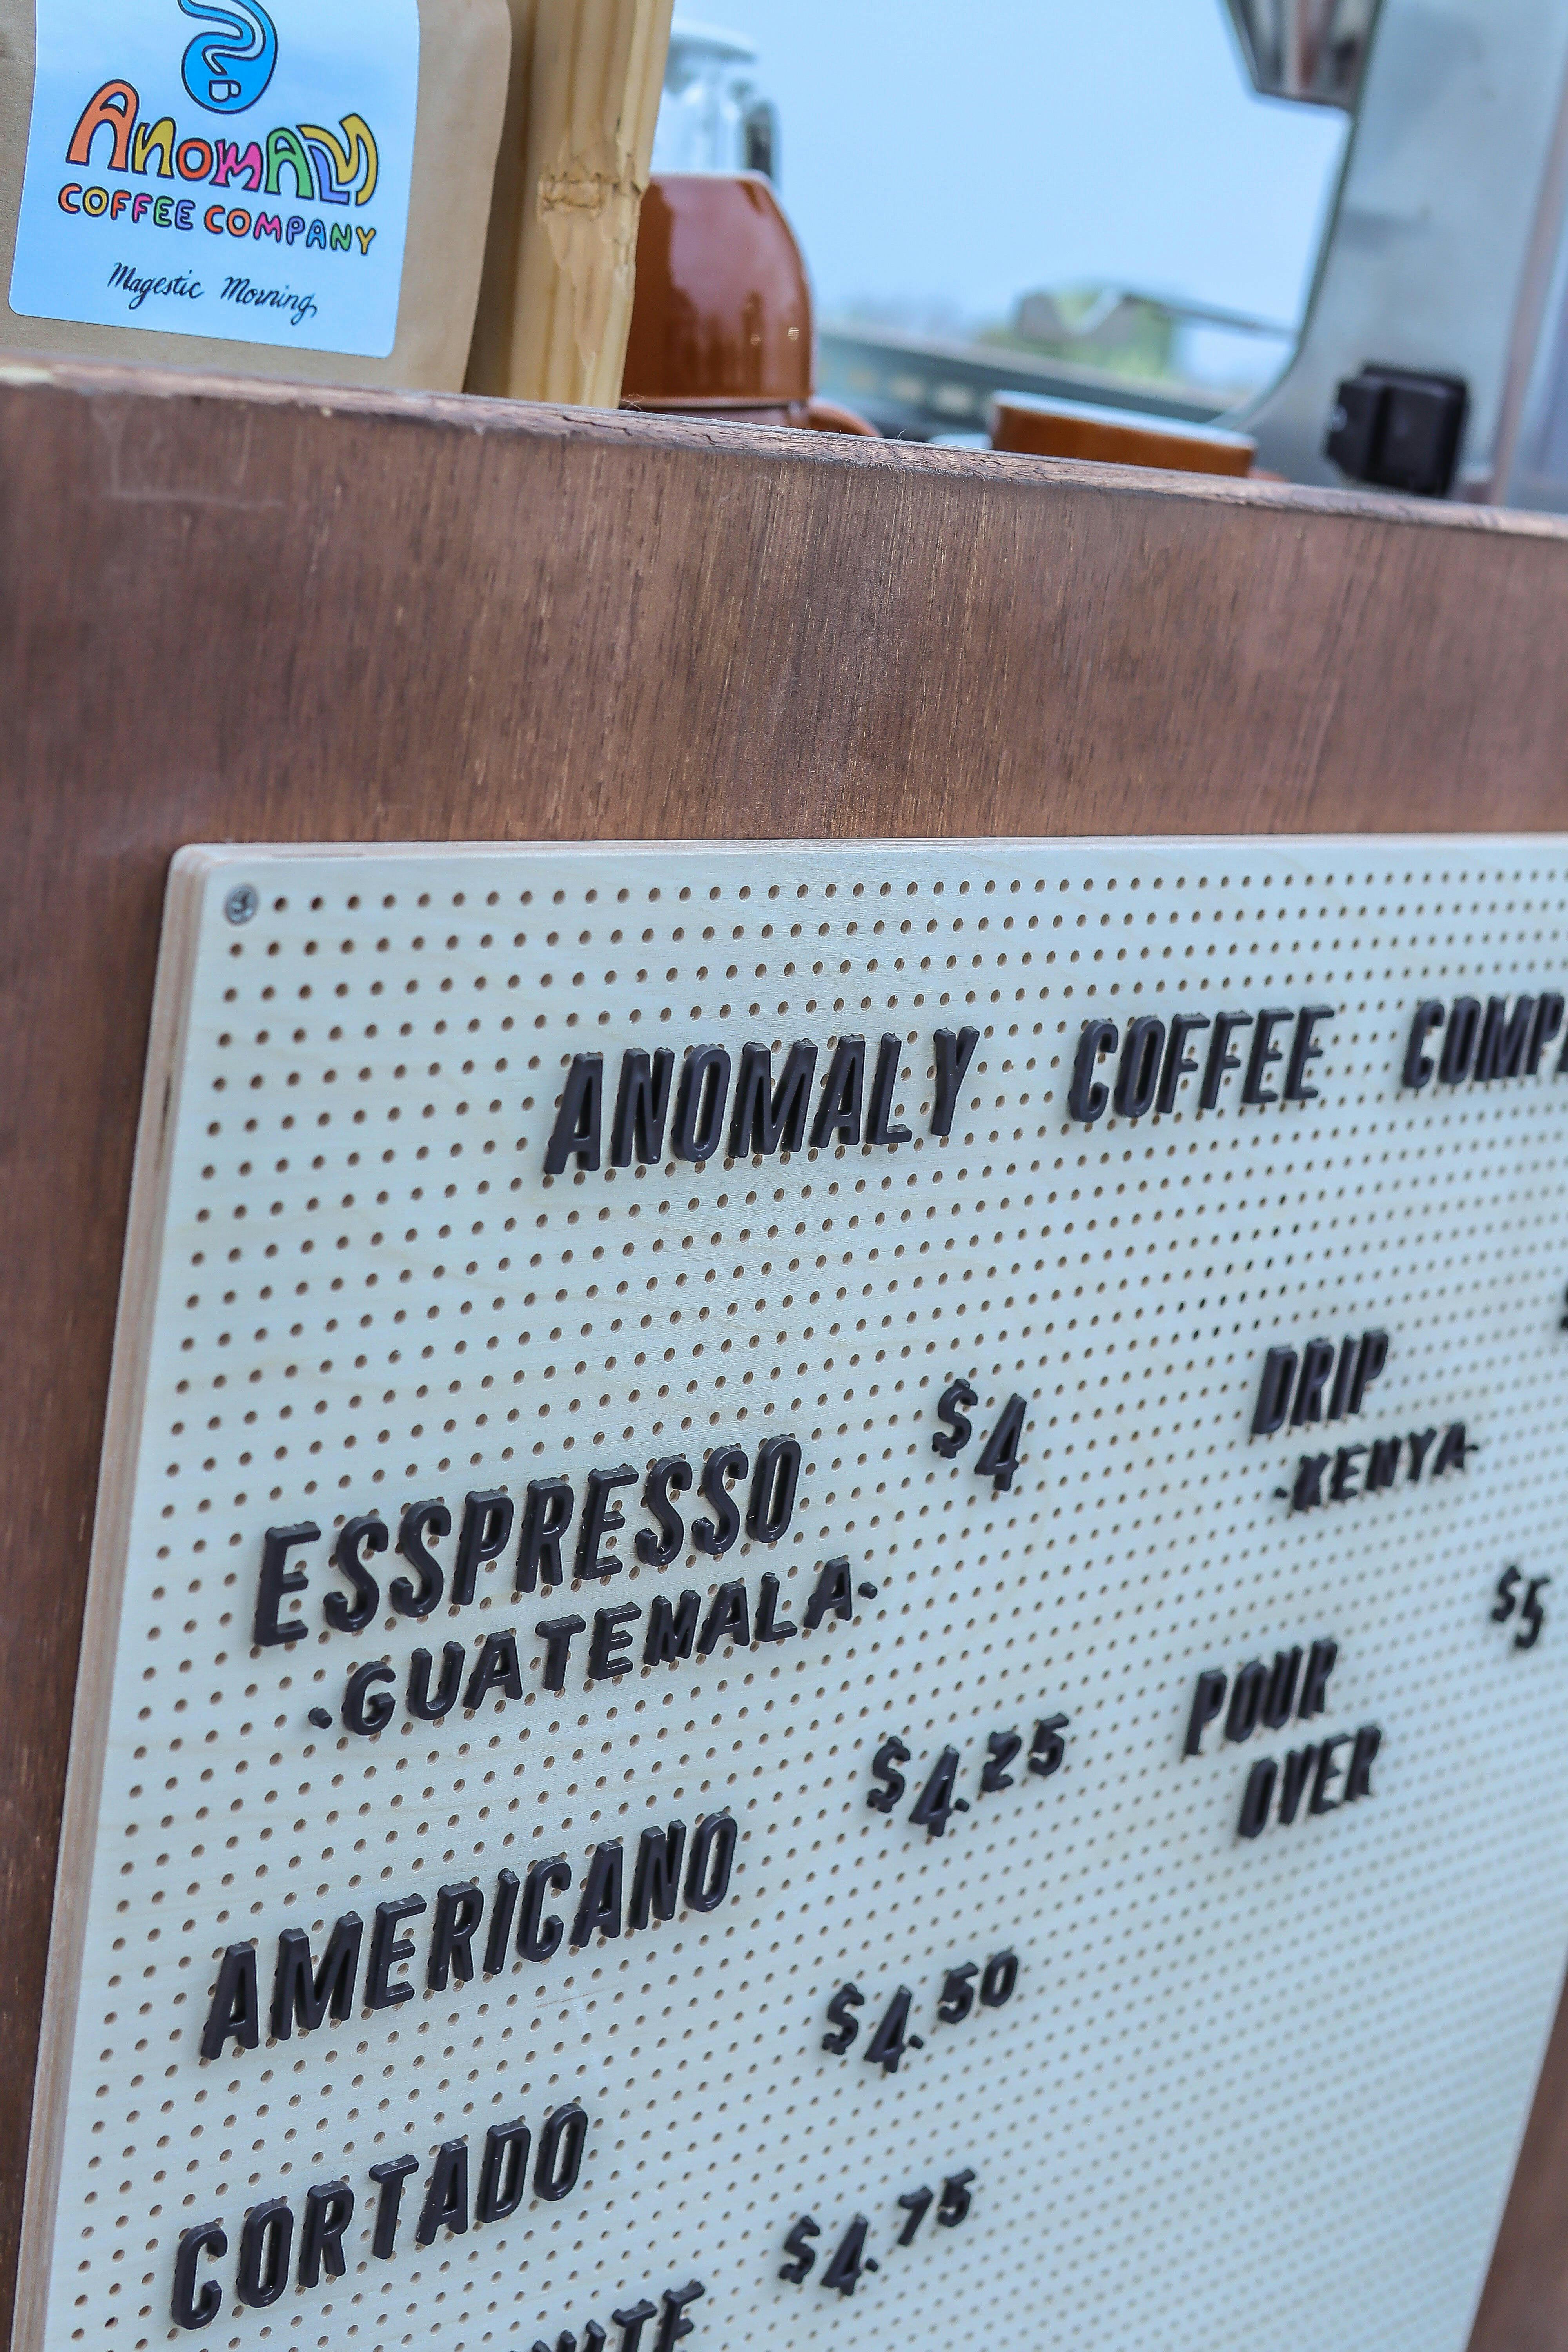 ANOMALY
COFFEE COMPANY
Magestic Morning
ANOMALY COFFEE
ESSPRESSO $4
-GUATEMALA-
AMERICANO $4.25
CORTADO $4.50
$4.75
DRIP
-KENYA-
POUR $5
OVER